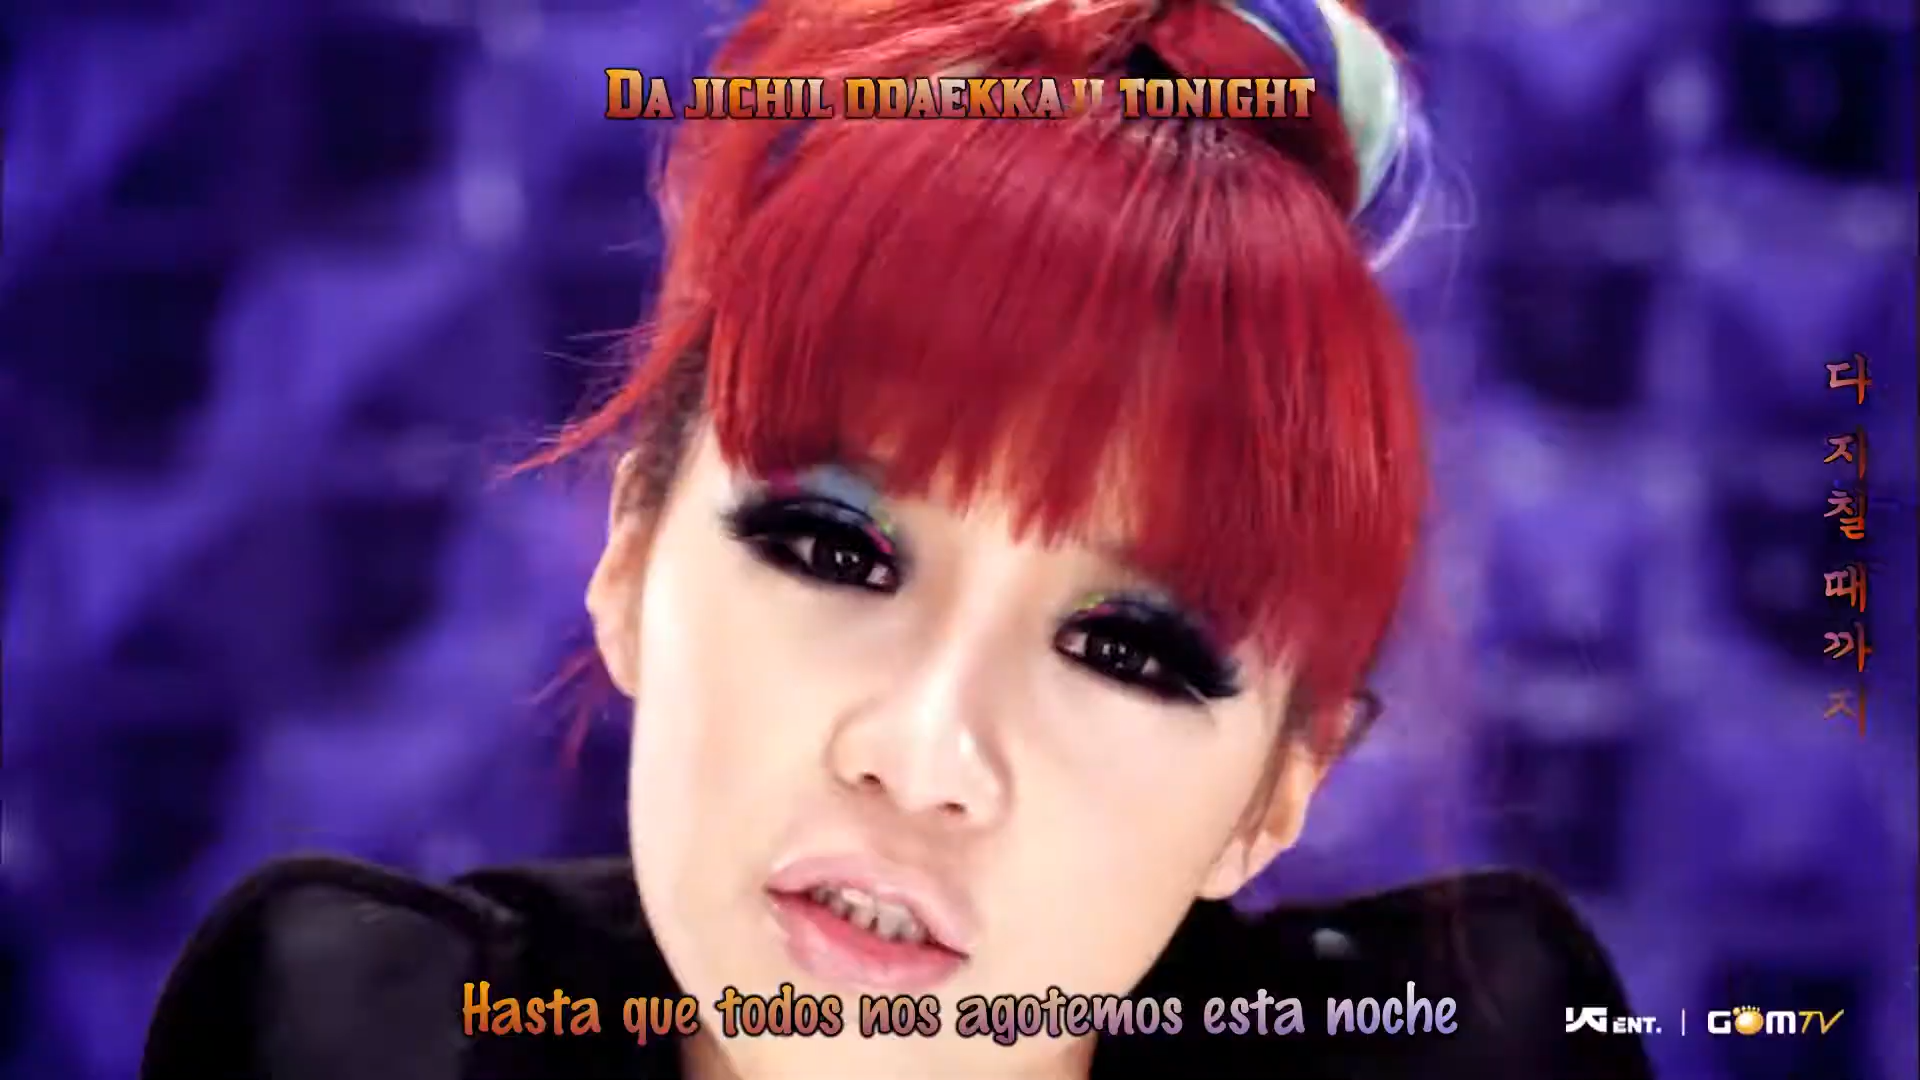 Da jichil ddaekkaji tonight
다 지칠 때까지
Hasta que todos nos agotemos esta noche
YG ENT. | GOMTV